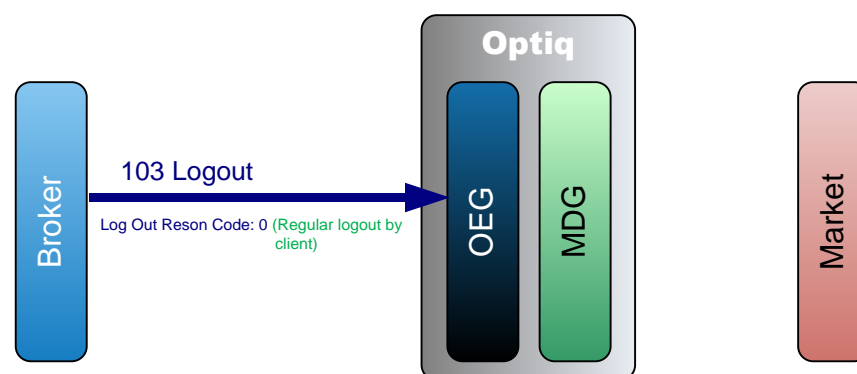 Optiq
Broker
103 Logout
Log Out Reson Code: 0 (Regular logout by
client)
OEG
MDG
Market